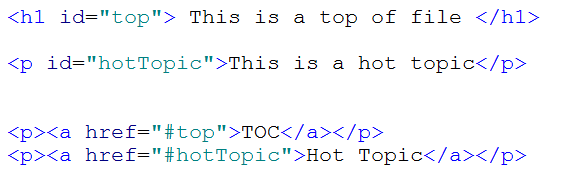 <h1 id="top"> This is a top of file </h1>
<p id="hotTopic">This is a hot topic</p>
<p><a href="#top">TOC</a></p>
<p><a href="#hotTopic">Hot Topic</a></p>